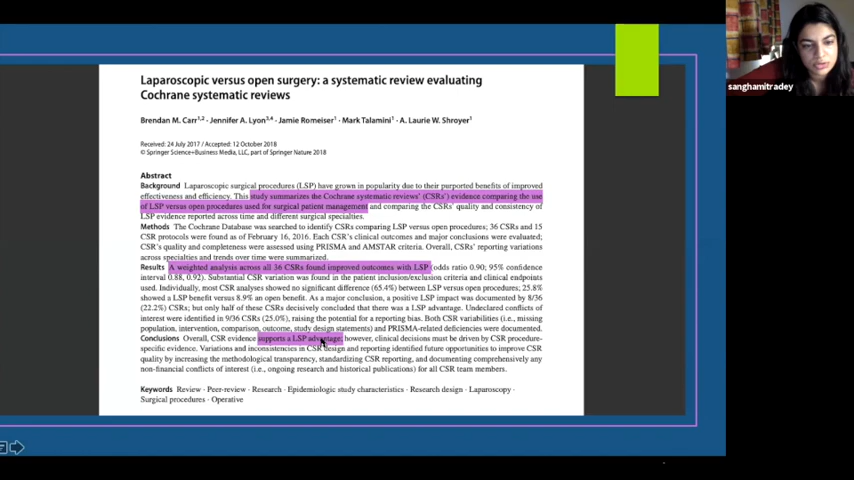 Laparoscopic versus open surgery: a systematic review evaluating
Cochrane systematic reviews
sanghamitradey
Brendan M. Carr1,2 · Jennifer A. Lyon3,4 · Jamie Romeiser1 · Mark Talamini1 · A. Laurie W. Shroyer1
Received: 24 July 2017 / Accepted: 12 October 2018
© Springer Science+Business Media, LLC, part of Springer Nature 2018
Abstract
Background Laparoscopic surgical procedures (LSP) have grown in popularity due to their purported benefits of improved
effectiveness and efficiency. This study summarizes the Cochrane systematic reviews' (CSRs') evidence comparing the use
of LSP versus open procedures used for surgical patient management and comparing the CSRs' quality and consistency of
LSP evidence reported across time and different surgical specialties.
Methods The Cochrane Database was searched to identify CSRs comparing LSP versus open procedures; 36 CSRs and 15
CSR protocols were found as of February 16, 2016. Each CSR's clinical outcomes and major conclusions were evaluated;
CSR's quality and completeness were assessed using PRISMA and AMSTAR criteria. Overall, CSRs' reporting variations
across specialties and trends over time were summarized.
Results A weighted analysis across all 36 CSRs found improved outcomes with LSP (odds ratio 0.90; 95% confidence
interval 0.88, 0.92). Substantial CSR variation was found in the patient inclusion/exclusion criteria and clinical endpoints
used. Individually, most CSR analyses showed no significant difference (65.4%) between LSP versus open procedures; 25.8%
showed a LSP benefit versus 8.9% an open benefit. As a major conclusion, a positive LSP impact was documented by 8/36
(22.2%) CSRs, but only half of these CSRs decisively concluded that there was a LSP advantage. Undeclared conflicts of
interest were identified in 9/36 CSRs (25.0%), raising the potential for a reporting bias. Both CSR variabilities (i.e., missing
population, intervention, comparison, outcome, study design statements) and PRISMA-related deficiencies were documented.
Conclusions Overall, CSR evidence supports a LSP advantage; however, clinical decisions must be driven by CSR procedure-
specific evidence. Variations and inconsistencies in CSR design and reporting identified future opportunities to improve CSR
quality by increasing the methodological transparency, standardizing CSR reporting, and documenting comprehensively any
non-financial conflicts of interest (i.e., ongoing research and historical publications) for all CSR team members.
Keywords Review · Peer-review · Research · Epidemiologic study characteristics · Research design · Laparoscopy ·
Surgical procedures · Operative